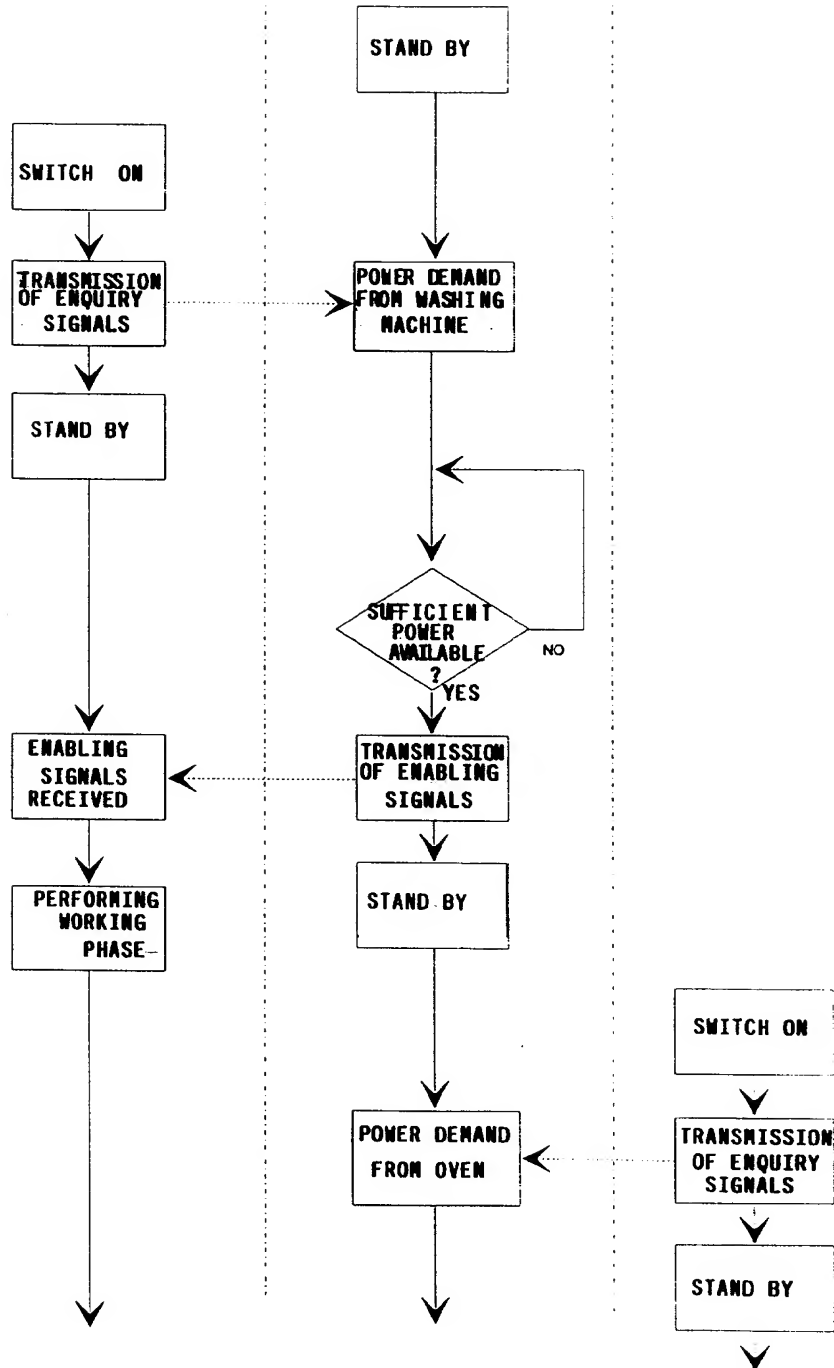 STAND BY
SWITCH ON
TRANSMISSION
OF ENQUIRY
SIGNALS
POWER DEMAND
FROM WASHING
MACHINE
STAND BY
SUFFICIENT
POWER
AVAILABLE
?
NO
YES
ENABLING
SIGNALS
RECEIVED
TRANSMISSION
OF ENABLING
SIGNALS
PERFORMING
WORKING
PHASE
STAND BY
SWITCH ON
POWER DEMAND
FROM OVEN
TRANSMISSION
OF ENQUIRY
SIGNALS
STAND BY